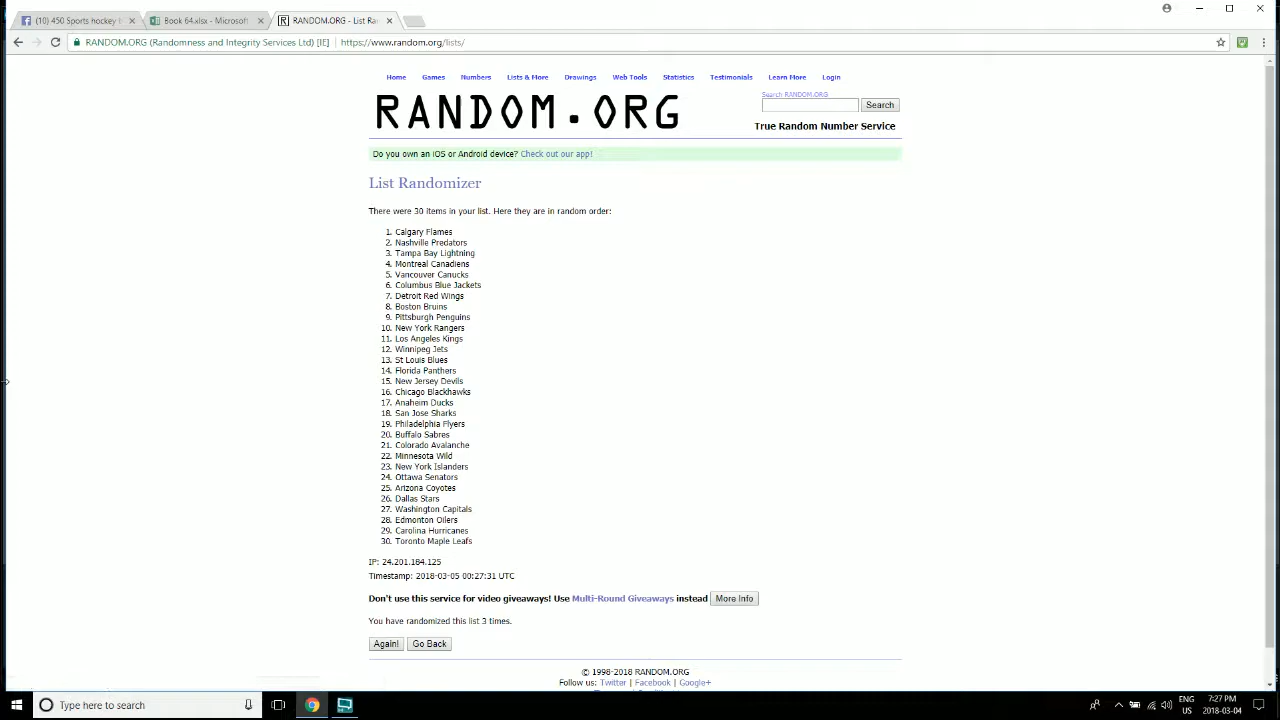 (10) 450 Sports hockey b
Book 64.xlsx - Microsoft
RANDOM.ORG - List Ra
RANDOM.ORG (Randomness and Integrity Services Ltd) [IE] | https://www.random.org/lists/
Home Games Numbers Lists & More Drawings Web Tools Statistics Testimonials Learn More Login
RANDOM.ORG
Search RANDOM.ORG
Search
True Random Number Service
Do you own an iOS or Android device? Check out our app!
List Randomizer
There were 30 items in your list. Here they are in random order:
1. Calgary Flames
2. Nashville Predators
3. Tampa Bay Lightning
4. Montreal Canadiens
5. Vancouver Canucks
6. Columbus Blue Jackets
7. Detroit Red Wings
8. Boston Bruins
9. Pittsburgh Penguins
10. New York Rangers
11. Los Angeles Kings
12. Winnipeg Jets
13. St Louis Blues
14. Florida Panthers
15. New Jersey Devils
16. Chicago Blackhawks
17. Anaheim Ducks
18. San Jose Sharks
19. Philadelphia Flyers
20. Buffalo Sabres
21. Colorado Avalanche
22. Minnesota Wild
23. New York Islanders
24. Ottawa Senators
25. Arizona Coyotes
26. Dallas Stars
27. Washington Capitals
28. Edmonton Oilers
29. Carolina Hurricanes
30. Toronto Maple Leafs
IP: 24.201.184.125
Timestamp: 2018-03-05 00:27:31 UTC
Don't use this service for video giveaways! Use Multi-Round Giveaways instead More Info
You have randomized this list 3 times.
Again! Go Back
© 1998-2018 RANDOM.ORG
Follow us: Twitter | Facebook | Google+
Type here to search
ENG
US
7:27 PM
2018-03-04